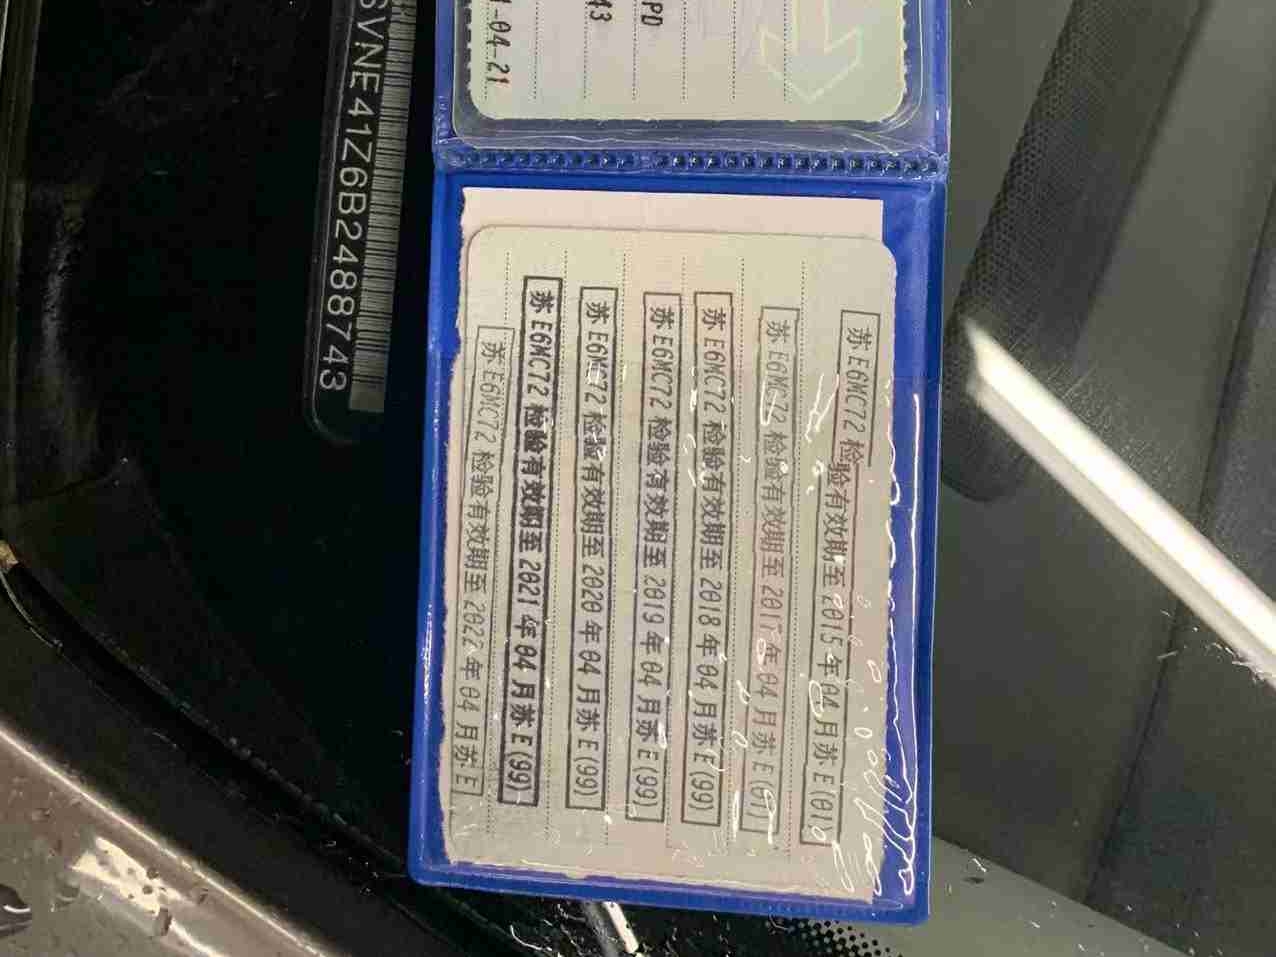 SVNE41Z6B2488743
PD
43
1-04-21
苏E6MC72 检验有效期至2015年04月苏E(01)
苏E6MC72 检验有效期至2017年04月苏E(01)
苏E6MC72 检验有效期至2018年04月苏E(99)
苏E6MC72 检验有效期至2019年04月苏E(99)
苏E6MC72 检验有效期至2020年04月苏E(99)
苏E6MC72 检验有效期至2021年04月苏E(99)
苏E6MC72 检验有效期至2022年04月苏E